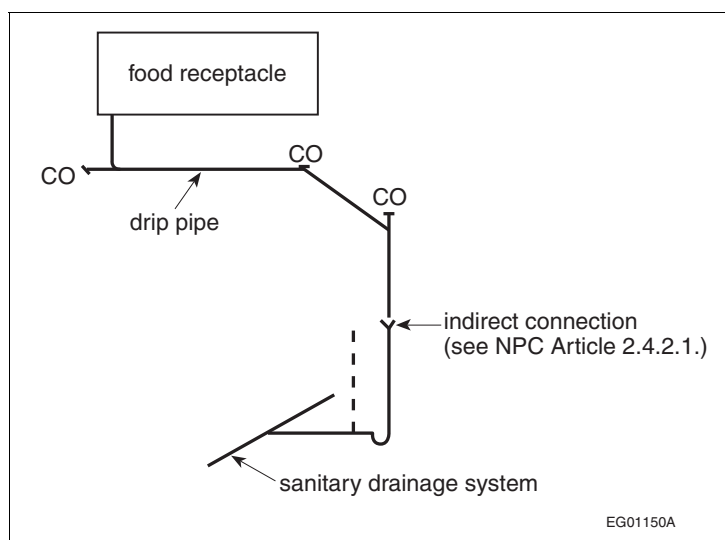 food receptacle
CO
CO
CO
drip pipe
indirect connection
(see NPC Article 2.4.2.1.)
sanitary drainage system
EG01150A